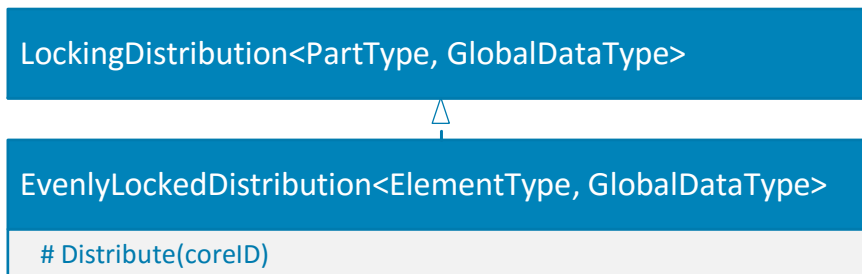 LockingDistribution<PartType, GlobalDataType>
EvenlyLockedDistribution<ElementType, GlobalDataType>
# Distribute(coreID)